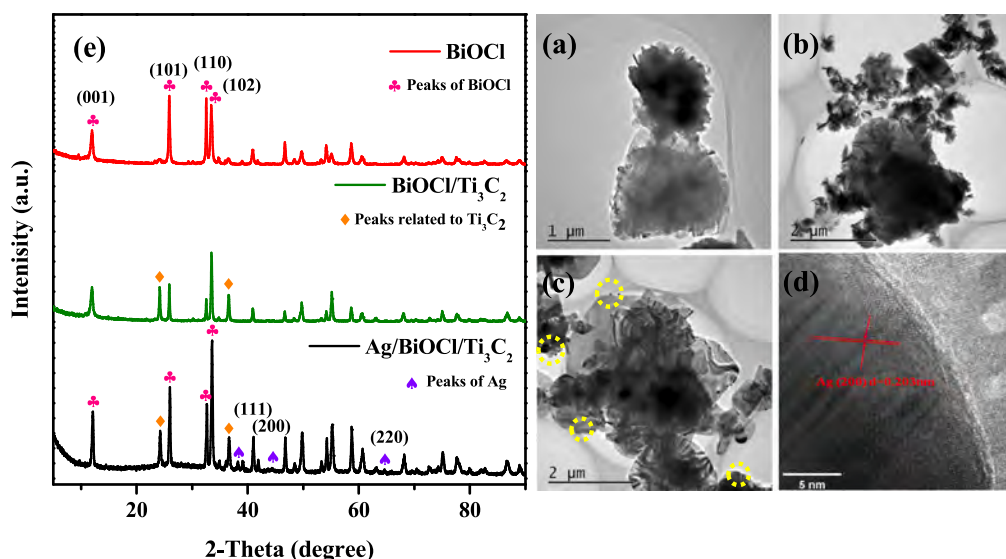 (e)
BiOCl
♣ Peaks of BiOCl
(001)
(101)
(110)
(102)
BiOCl/Ti₃C₂
♦ Peaks related to Ti₃C₂
Ag/BiOCl/Ti₃C₂
♠ Peaks of Ag
(111)
(200)
(220)
Intenisity (a.u.)
20 40 60 80
2-Theta (degree)
(a)
1 μm
(b)
2 μm
(c)
2 μm
(d)
Ag (200)
5 nm